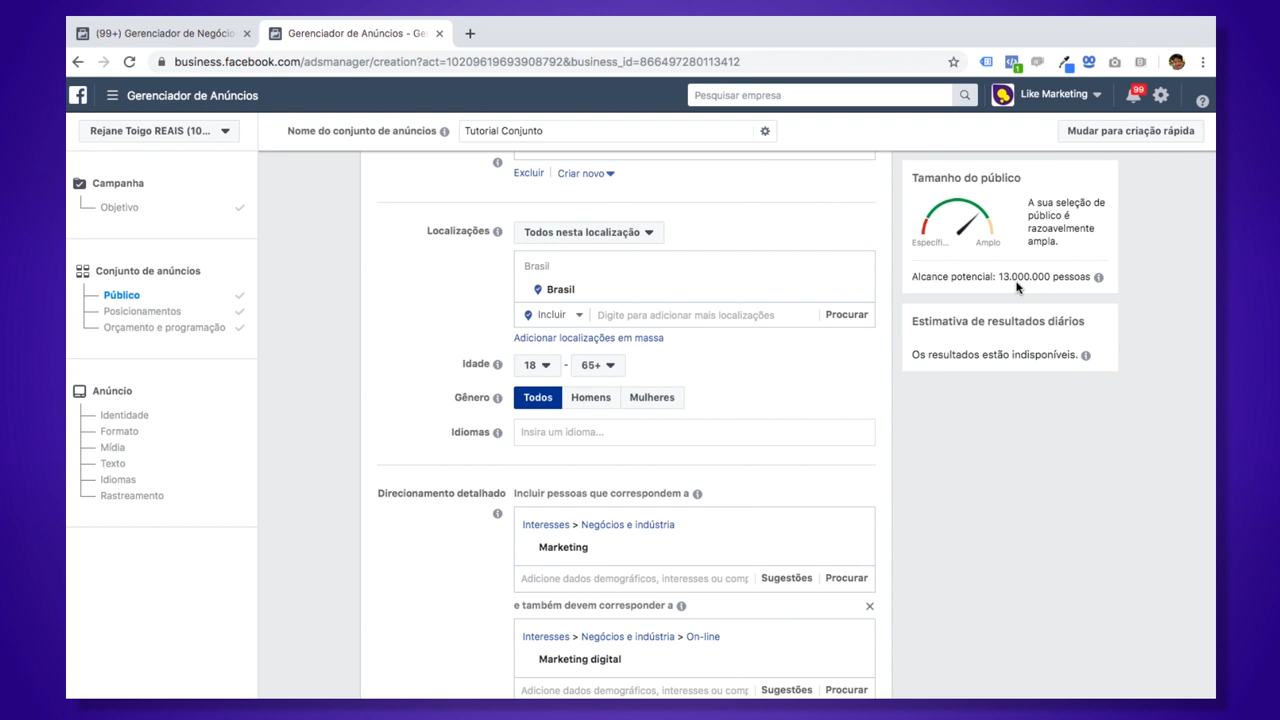 (99+) Gerenciador de Negócio
Gerenciador de Anúncios - Ge
business.facebook.com/adsmanager/creation?act=10209619693908792&business_id=866497280113412
Gerenciador de Anúncios
Pesquisar empresa
Like Marketing
99
Rejane Toigo REAIS (10...
Nome do conjunto de anúncios
Tutorial Conjunto
Mudar para criação rápida
Campanha
Objetivo
Conjunto de anúncios
Público
Posicionamentos
Orçamento e programação
Anúncio
Identidade
Formato
Mídia
Texto
Idiomas
Rastreamento
Excluir
Criar novo
Localizações
Todos nesta localização
Brasil
Brasil
Incluir
Digite para adicionar mais localizações
Procurar
Adicionar localizações em massa
Idade
18 - 65+
Gênero
Todos Homens Mulheres
Idiomas
Insira um idioma...
Direcionamento detalhado
Incluir pessoas que correspondem a
Interesses > Negócios e indústria
Marketing
Adicione dados demográficos, interesses ou comp
Sugestões
Procurar
e também devem corresponder a
Interesses > Negócios e indústria > On-line
Marketing digital
Adicione dados demográficos, interesses ou comp
Sugestões
Procurar
Tamanho do público
Específi...
Amplo
A sua seleção de
público é
razoavelmente
ampla.
Alcance potencial: 13.000.000 pessoas
Estimativa de resultados diários
Os resultados estão indisponíveis.